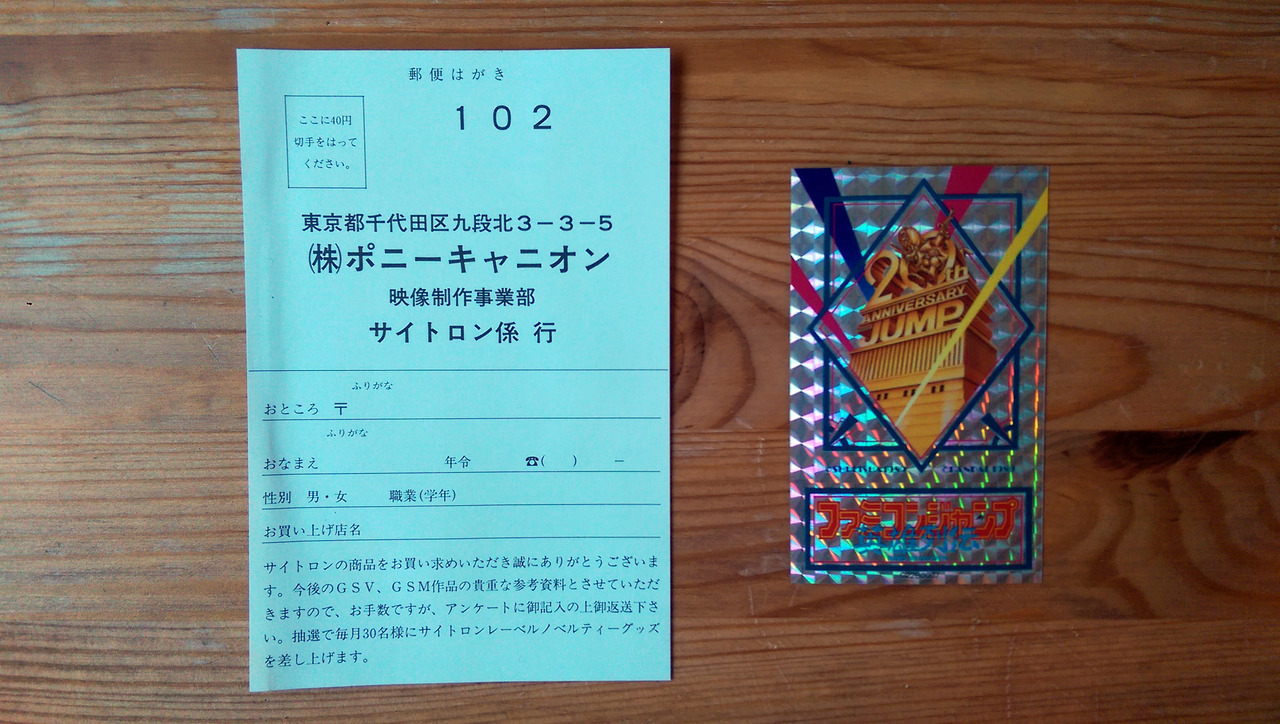 郵便はがき
102
ここに40円
切手をはって
ください。
東京都千代田区九段北3-3-5
㈱ポニーキャニオン
映像制作事業部
サイトロン係 行
ふりがな
おところ 〒
ふりがな
おなまえ 年令 ☎( ) -
性別 男・女 職業(学年)
お買い上げ店名
サイトロンの商品をお買い求めいただき誠にありがとうございま
す。今後のGSV、GSM作品の貴重な参考資料とさせていただ
きますので、お手数ですが、アンケートに御記入の上御返送下さ
い。抽選で毎月30名様にサイトロンレーベルノベルティーグッズ
を差し上げます。
20th
ANNIVERSARY
JUMP
ファミコンジャンプ
英雄列伝